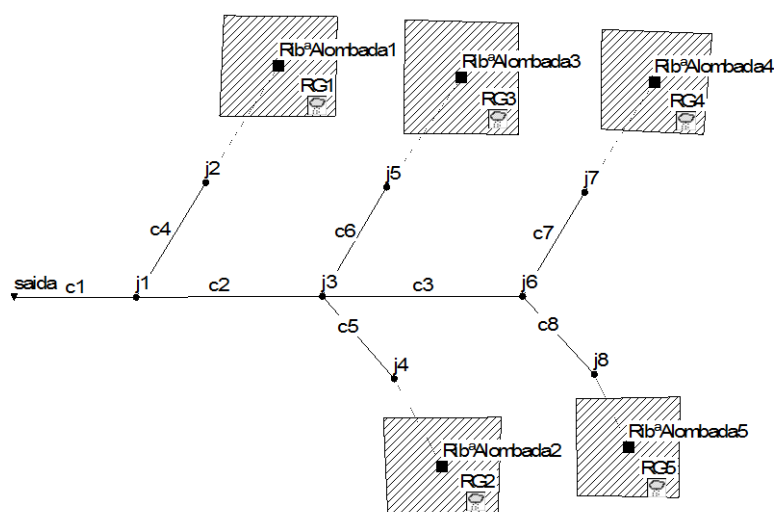 RibªAlombada1
RG1
RibªAlombada3
RG3
RibªAlombada4
RG4
j2
j5
j7
c4
c6
c7
saida
c1
j1
c2
j3
c3
j6
c5
c8
j4
j8
RibªAlombada2
RG2
RibªAlombada5
RG5